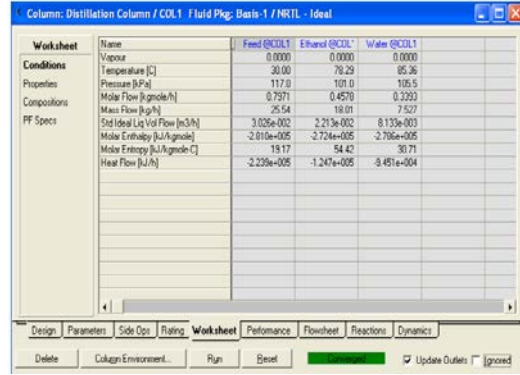 Column: Distillation Column / COL1 Fluid Pkg: Basis-1 / NRTL - Ideal
Worksheet
Conditions
Properties
Compositions
PF Specs
Name Feed @COL1 Ethanol @COL' Water @COL1
Vapour 0.0000 0.0000 0.0000
Temperature [C] 30.00 78.29 85.36
Pressure [kPa] 117.0 101.0 105.5
Molar Flow [kgmole/h] 0.7971 0.4578 0.3393
Mass Flow [kg/h] 25.54 18.01 7.527
Std Ideal Liq Vol Flow [m3/h] 3.026e-002 2.213e-002 8.133e-003
Molar Enthalpy [kJ/kgmole] -2.810e+005 -2.724e+005 -2.786e+005
Molar Entropy [kJ/kgmole-C] 19.17 54.42 30.71
Heat Flow [kJ/h] -2.239e+005 -1.247e+005 -9.451e+004
Design Parameters Side Ops Rating Worksheet Performance Flowsheet Reactions Dynamics
Delete Column Environment... Run Reset Converged Update Outlets Ignored